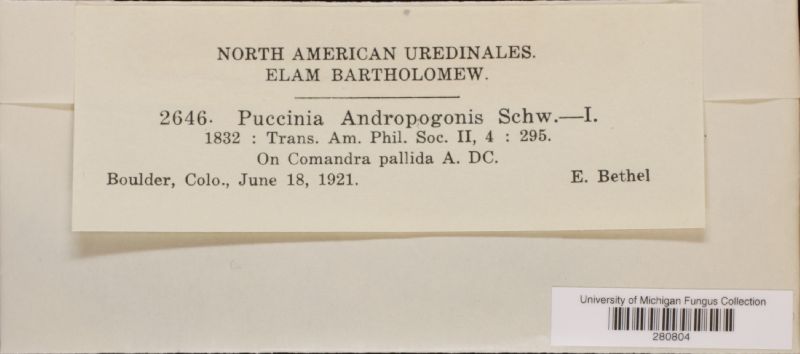 NORTH AMERICAN UREDINALES.
ELAM BARTHOLOMEW.
2646. Puccinia Andropogonis Schw.—I.
1832 : Trans. Am. Phil. Soc. II, 4 : 295.
On Comandra pallida A. DC.
Boulder, Colo., June 18, 1921. E. Bethel
University of Michigan Fungus Collection
280804